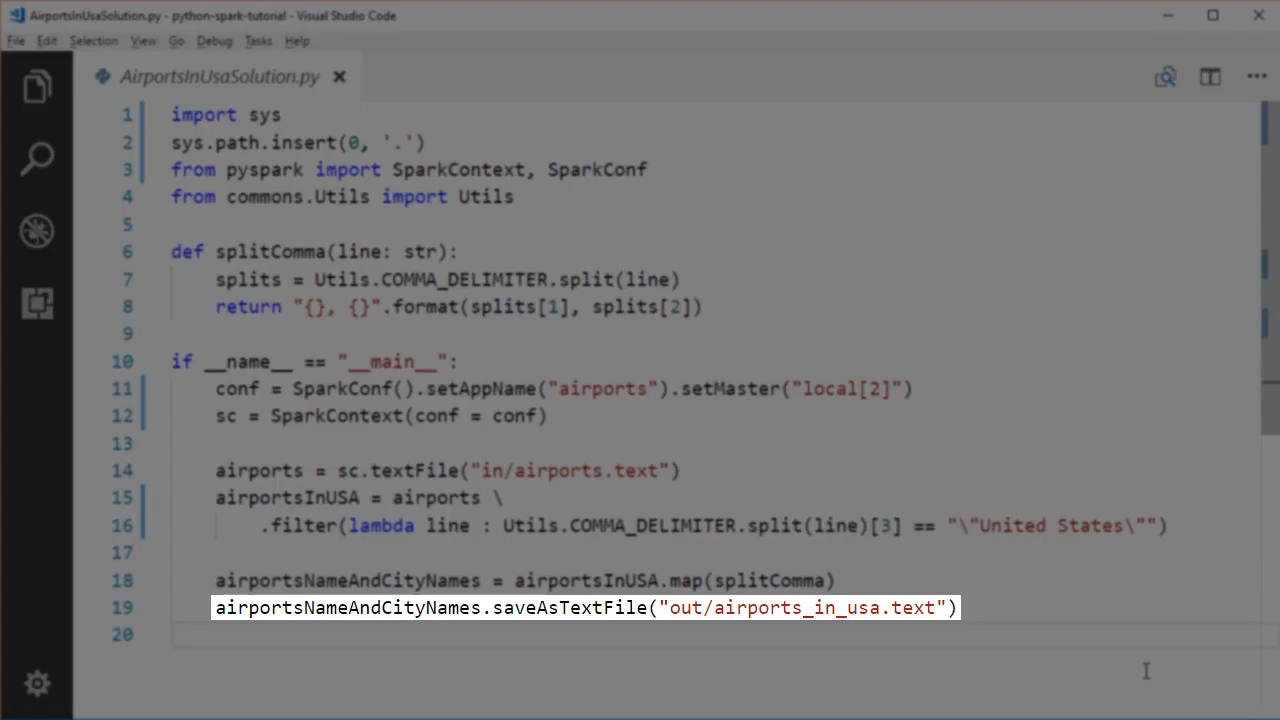 AirportsInUsaSolution.py - python-spark-tutorial - Visual Studio Code
File Edit Selection View Go Debug Tasks Help
AirportsInUsaSolution.py
1 import sys
2 sys.path.insert(0, '.')
3 from pyspark import SparkContext, SparkConf
4 from commons.Utils import Utils
5
6 def splitComma(line: str):
7 splits = Utils.COMMA_DELIMITER.split(line)
8 return "{}, {}".format(splits[1], splits[2])
9
10 if __name__ == "__main__":
11 conf = SparkConf().setAppName("airports").setMaster("local[2]")
12 sc = SparkContext(conf = conf)
13
14 airports = sc.textFile("in/airports.text")
15 airportsInUSA = airports \
16 .filter(lambda line : Utils.COMMA_DELIMITER.split(line)[3] == "\"United States\"")
17
18 airportsNameAndCityNames = airportsInUSA.map(splitComma)
19 airportsNameAndCityNames.saveAsTextFile("out/airports_in_usa.text")
20